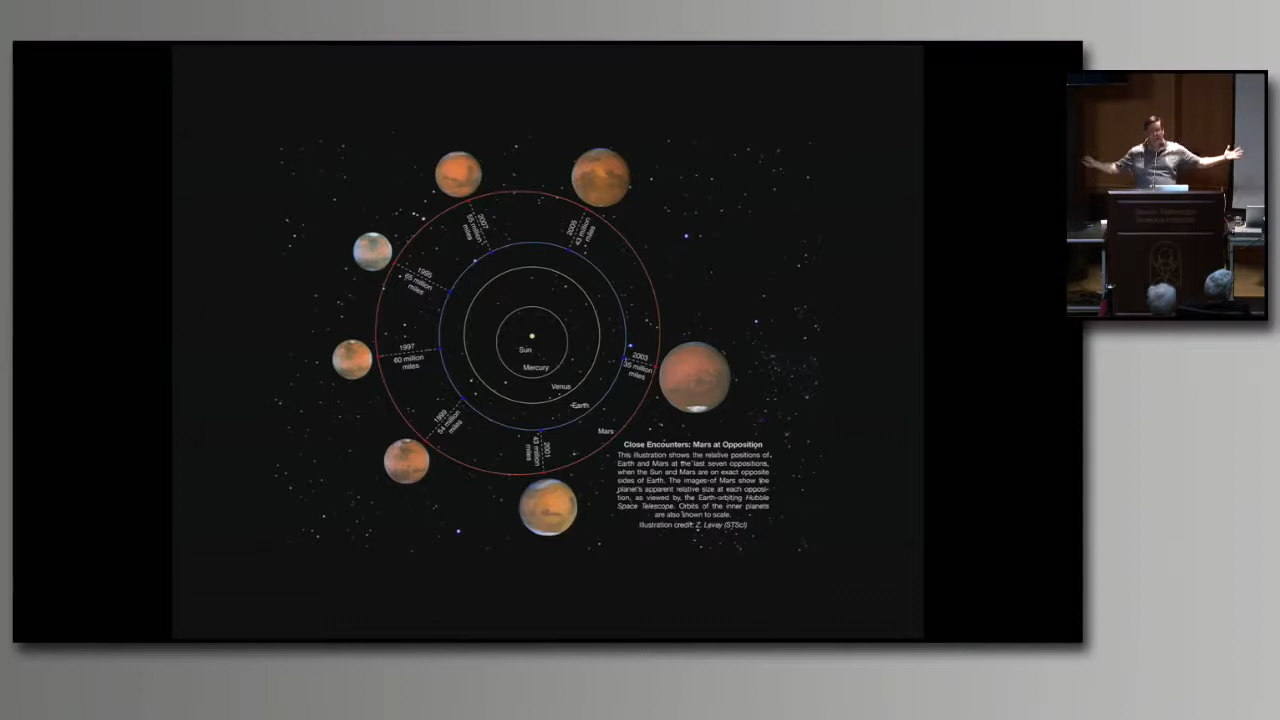 2007
55 million
miles
2005
43 million
miles
1995
65 million
miles
1997
60 million
miles
2003
35 million
miles
1999
54 million
miles
2001
43 million
miles
Sun
Mercury
Venus
Earth
Mars
Close Encounters: Mars at Opposition
This illustration shows the relative positions of
Earth and Mars at the last seven oppositions,
when the Sun and Mars are on exact opposite
sides of Earth. The images of Mars show the
planet's apparent relative size at each opposi-
tion, as viewed by, the Earth-orbiting Hubble
Space Telescope. Orbits of the inner planets
are also shown to scale.
Illustration credit: Z. Levay (STScI)